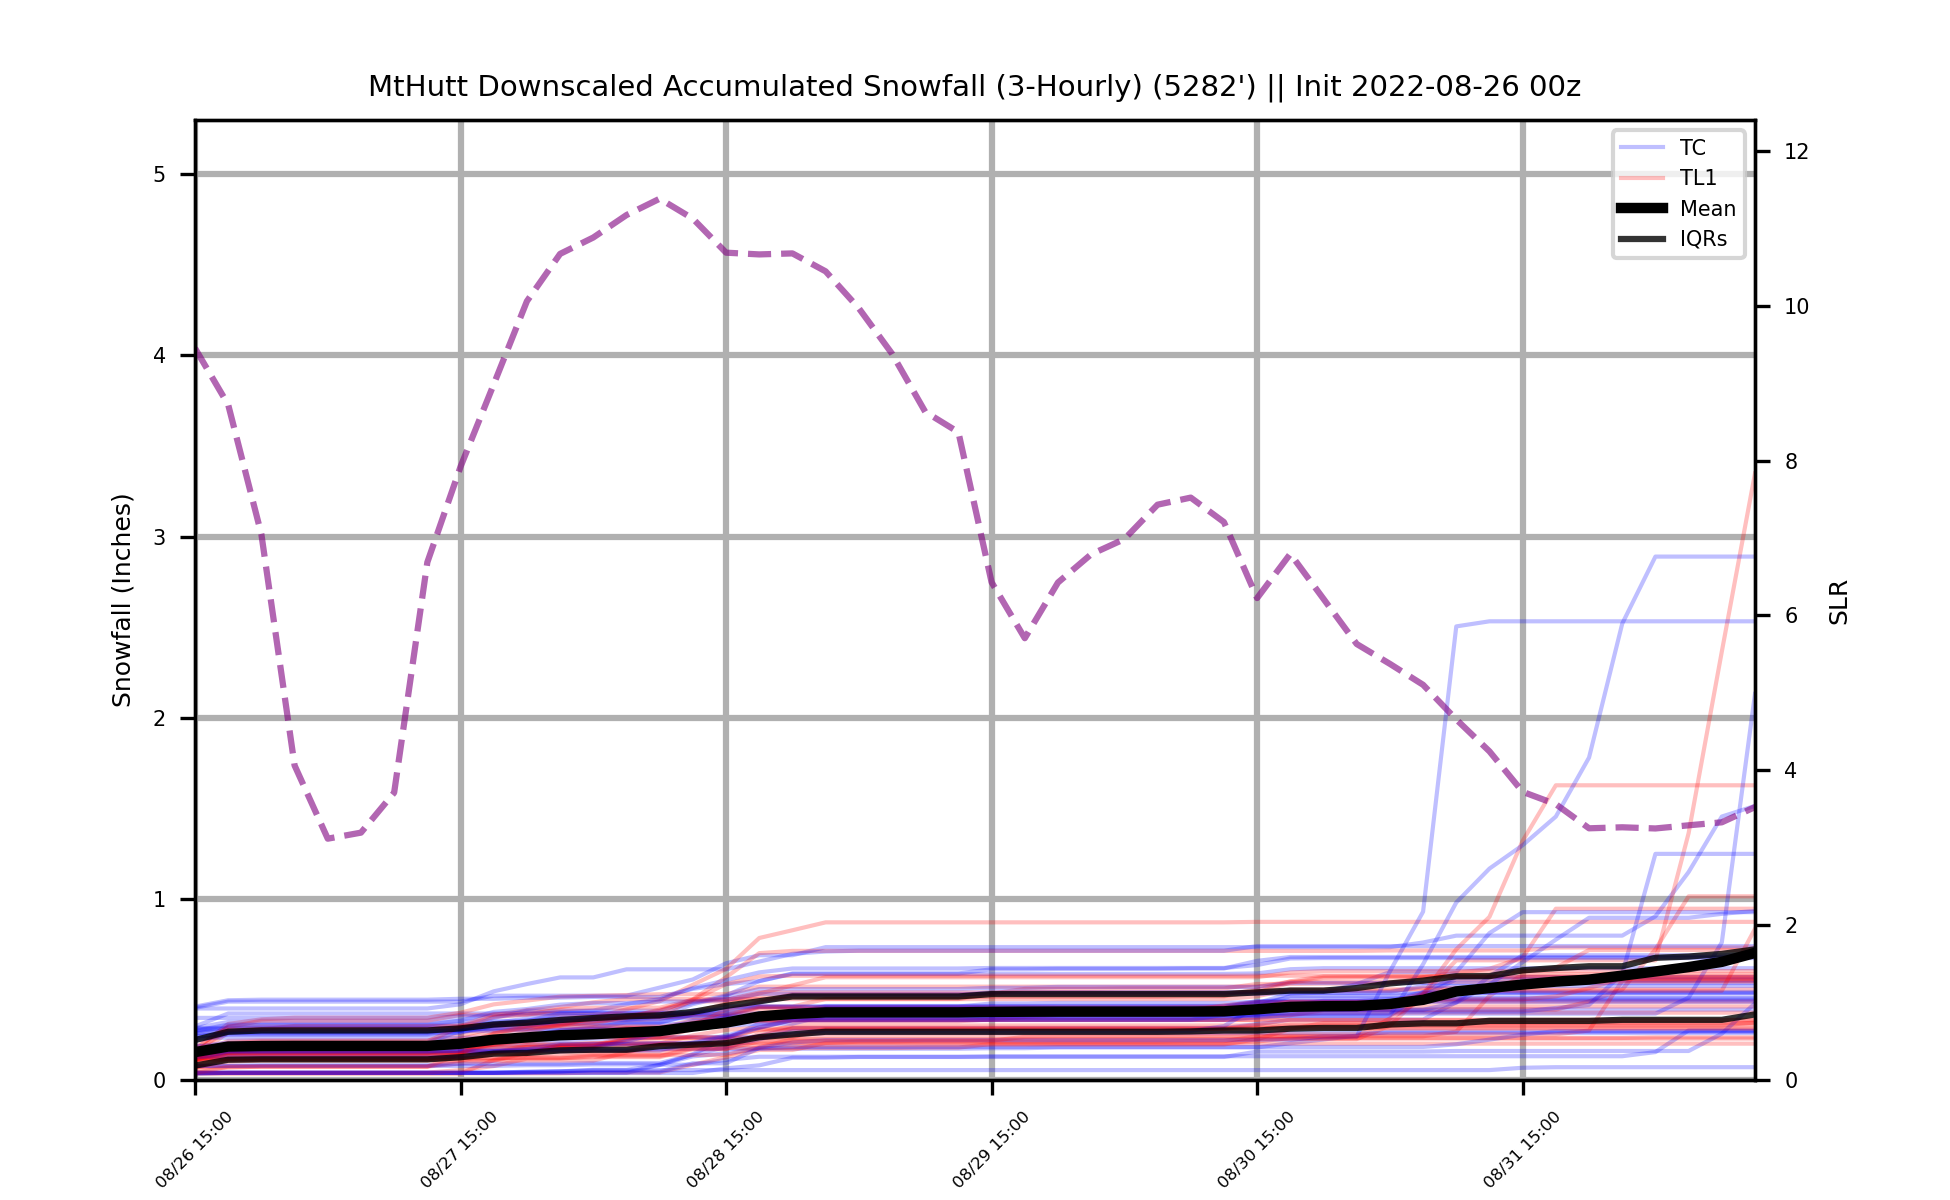 MtHutt Downscaled Accumulated Snowfall (3-Hourly) (5282') || Init 2022-08-26 00z
TC
TL1
Mean
IQRs
Snowfall (Inches)
5
4
3
2
1
0
12
10
8
6
4
2
0
SLR
08/26 15:00
08/27 15:00
08/28 15:00
08/29 15:00
08/30 15:00
08/31 15:00